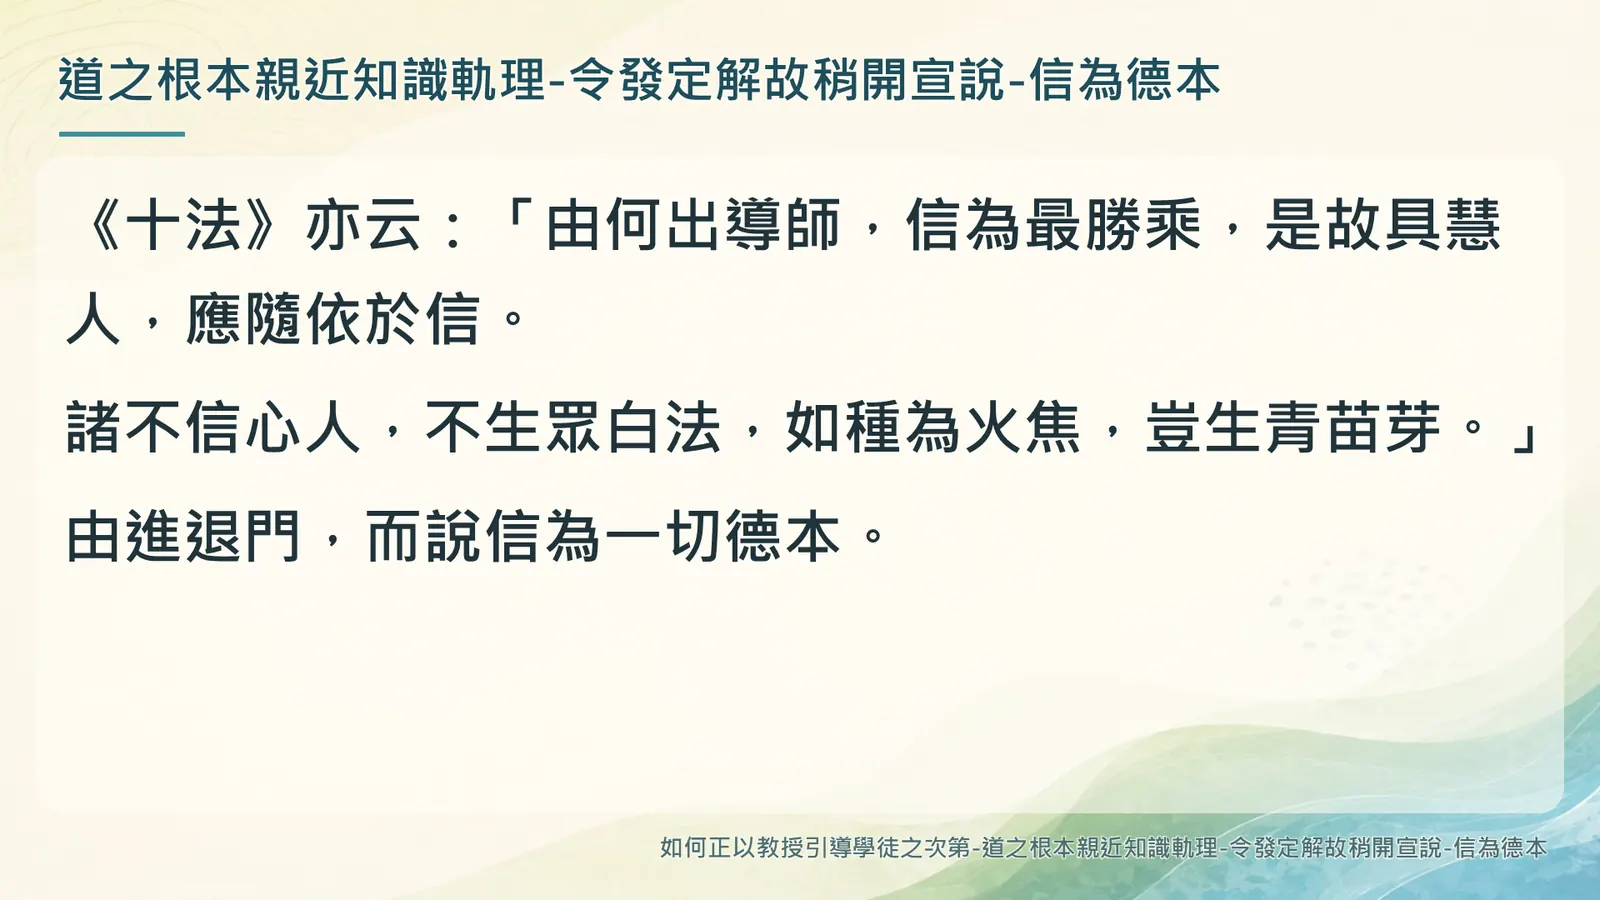 道之根本親近知識軌理-令發定解故稍開宣說-信為德本
《十法》亦云：「由何出導師，信為最勝乘，是故具慧
人，應隨依於信。
諸不信心人，不生眾白法，如種為火焦，豈生青苗芽。」
由進退門，而說信為一切德本。
如何正以教授引導學徒之次第-道之根本親近知識軌理-令發定解故稍開宣說-信為德本